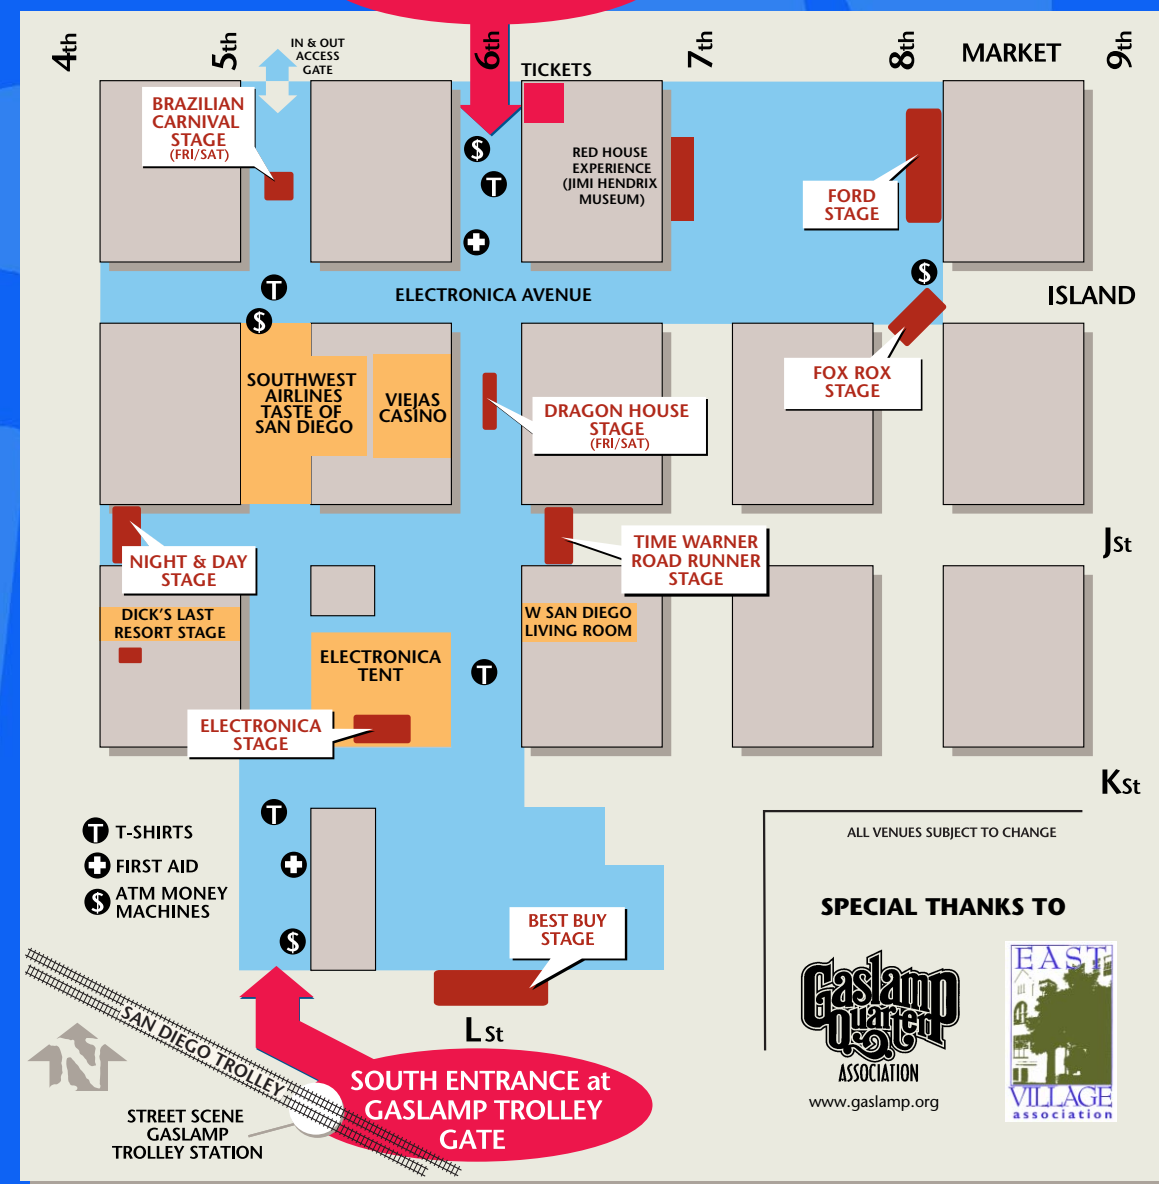 4th
5th
IN & OUT
ACCESS
GATE
6th
TICKETS
7th
8th
MARKET
9th
BRAZILIAN
CARNIVAL
STAGE
(FRI/SAT)
$
T
RED HOUSE
EXPERIENCE
(JIMI HENDRIX
MUSEUM)
FORD
STAGE
T
$
ELECTRONICA AVENUE
$
ISLAND
SOUTHWEST
AIRLINES
TASTE OF
SAN DIEGO
VIEJAS
CASINO
DRAGON HOUSE
STAGE
(FRI/SAT)
FOX ROX
STAGE
NIGHT & DAY
STAGE
TIME WARNER
ROAD RUNNER
STAGE
J St
DICK'S LAST
RESORT STAGE
W SAN DIEGO
LIVING ROOM
ELECTRONICA
TENT
T
ELECTRONICA
STAGE
K St
T
T T-SHIRTS
FIRST AID
$ ATM MONEY
MACHINES
$
ALL VENUES SUBJECT TO CHANGE
BEST BUY
STAGE
L St
SPECIAL THANKS TO
Gaslamp
Quarter
ASSOCIATION
www.gaslamp.org
EAST
VILLAGE
association
N
SAN DIEGO TROLLEY
STREET SCENE
GASLAMP
TROLLEY STATION
SOUTH ENTRANCE at
GASLAMP TROLLEY
GATE